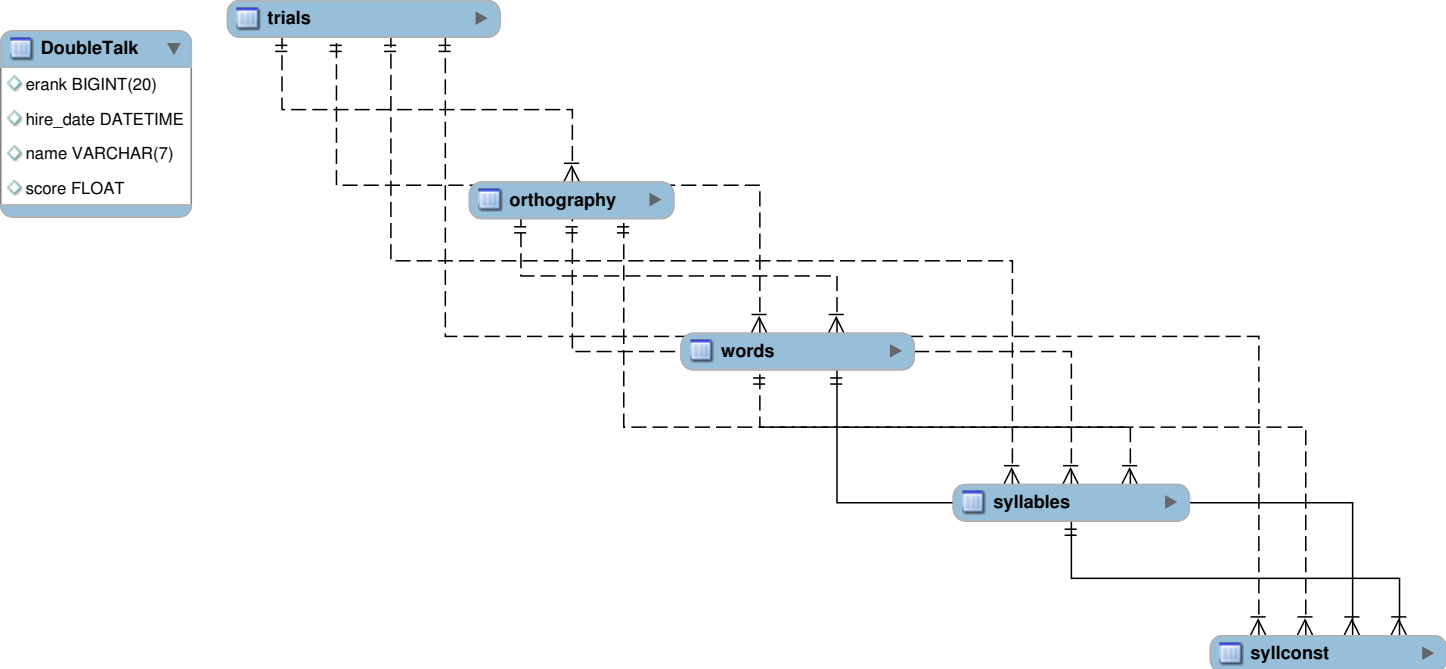 trials
DoubleTalk
erank BIGINT(20)
hire_date DATETIME
name VARCHAR(7)
score FLOAT
orthography
words
syllables
syllconst